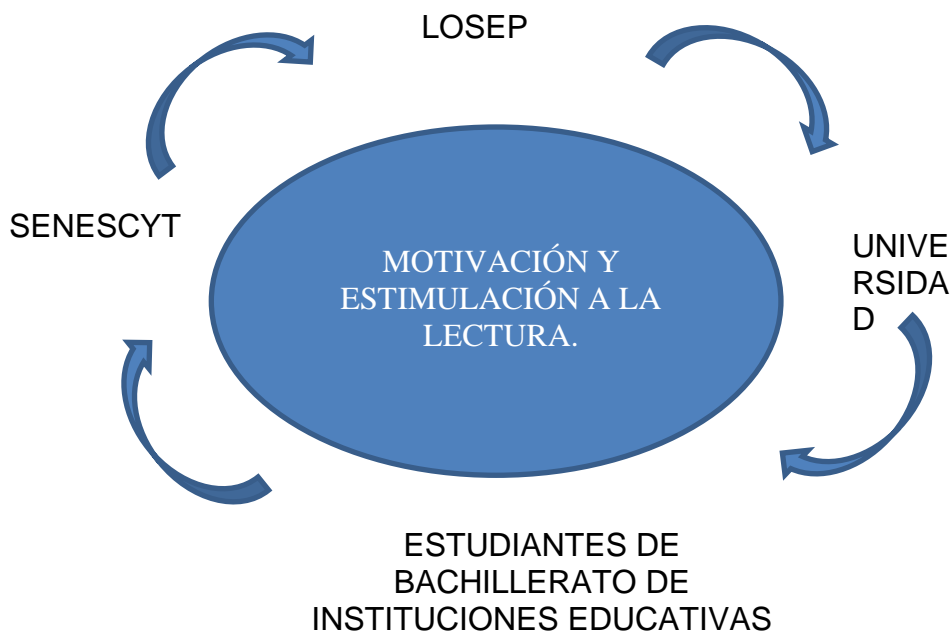 LOSEP
SENESCYT
MOTIVACIÓN Y
ESTIMULACIÓN A LA
LECTURA.
UNIVE
RSIDA
D
ESTUDIANTES DE
BACHILLERATO DE
INSTITUCIONES EDUCATIVAS